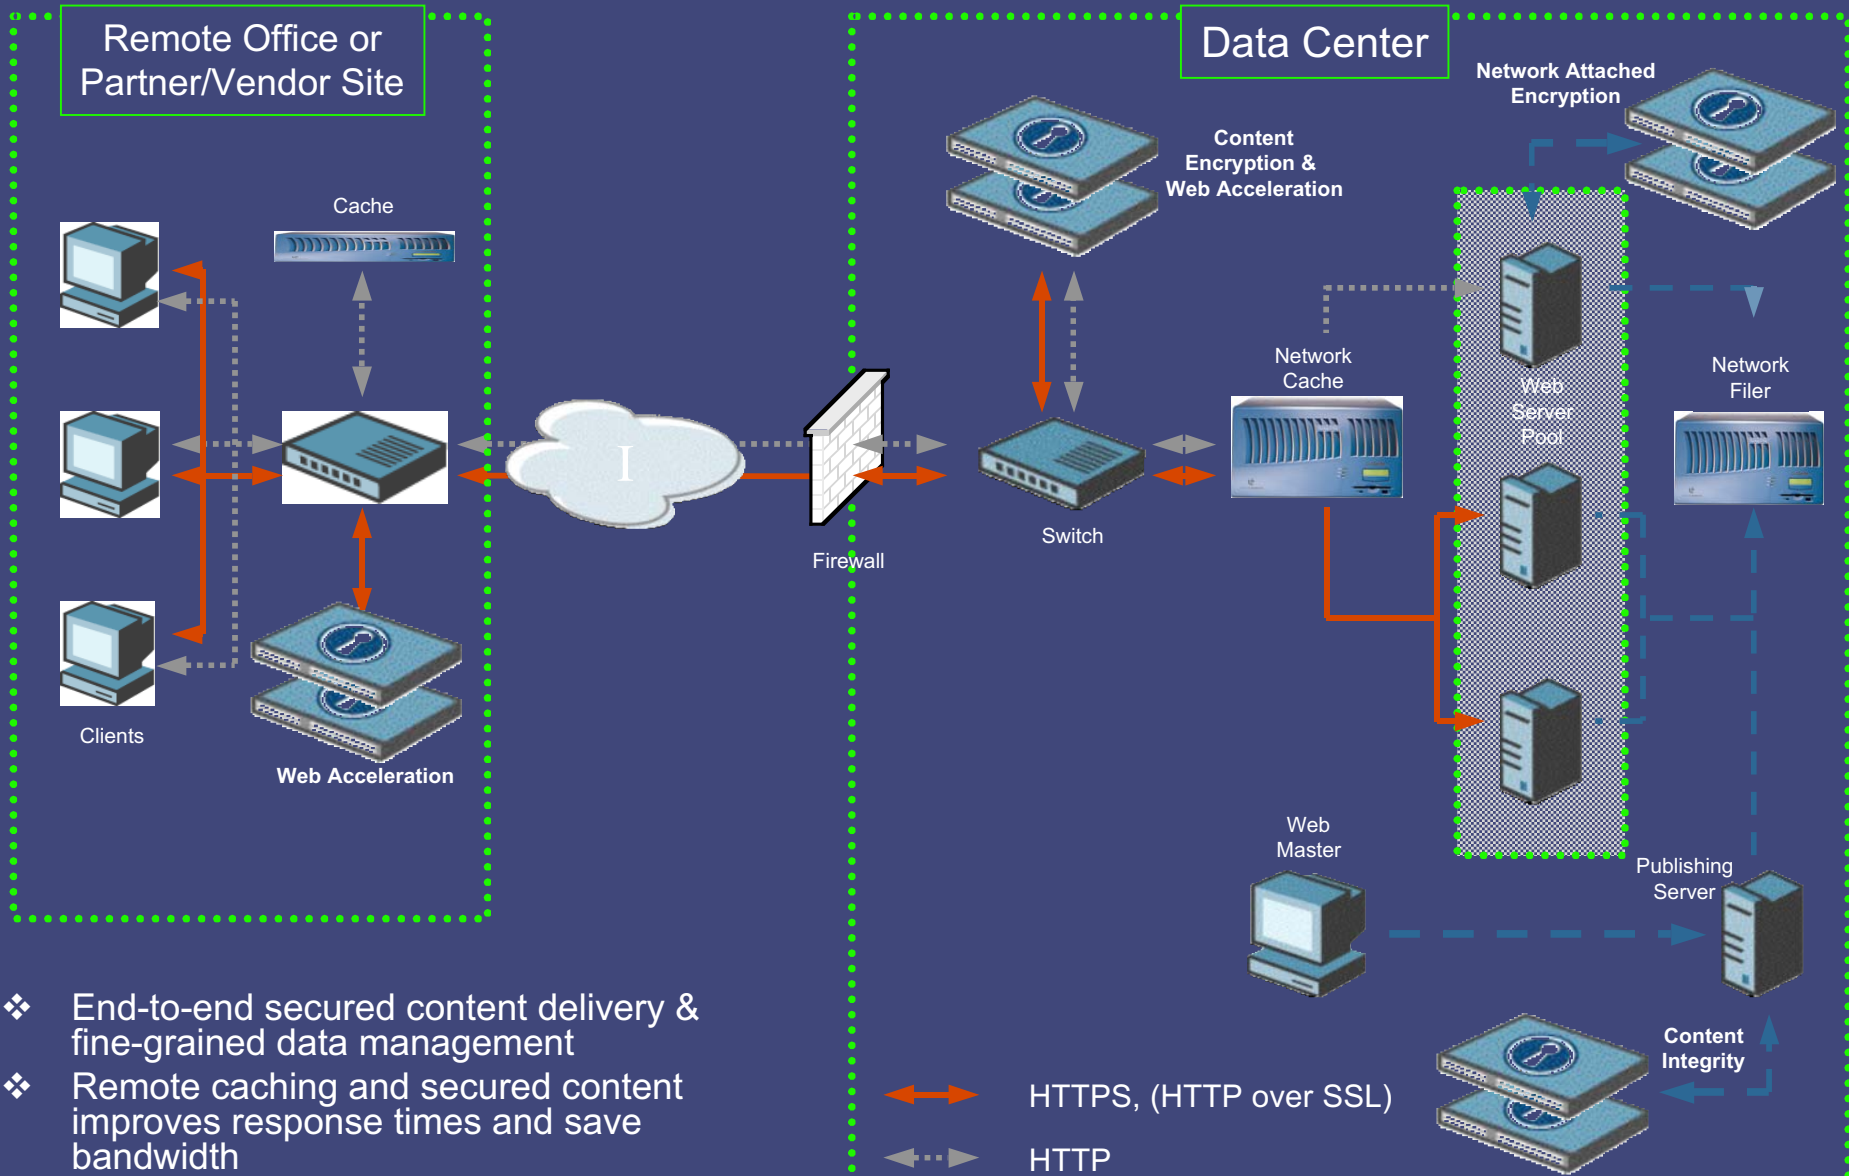 Remote Office or
Partner/Vendor Site
Data Center
Network Attached
Encryption
Content
Encryption &
Web Acceleration
Cache
Network
Cache
Web
Server
Pool
Network
Filer
I
Switch
Firewall
Clients
Web Acceleration
Web
Master
Publishing
Server
❖ End-to-end secured content delivery &
fine-grained data management
❖ Remote caching and secured content
improves response times and save
bandwidth
Content
Integrity
HTTPS, (HTTP over SSL)
HTTP